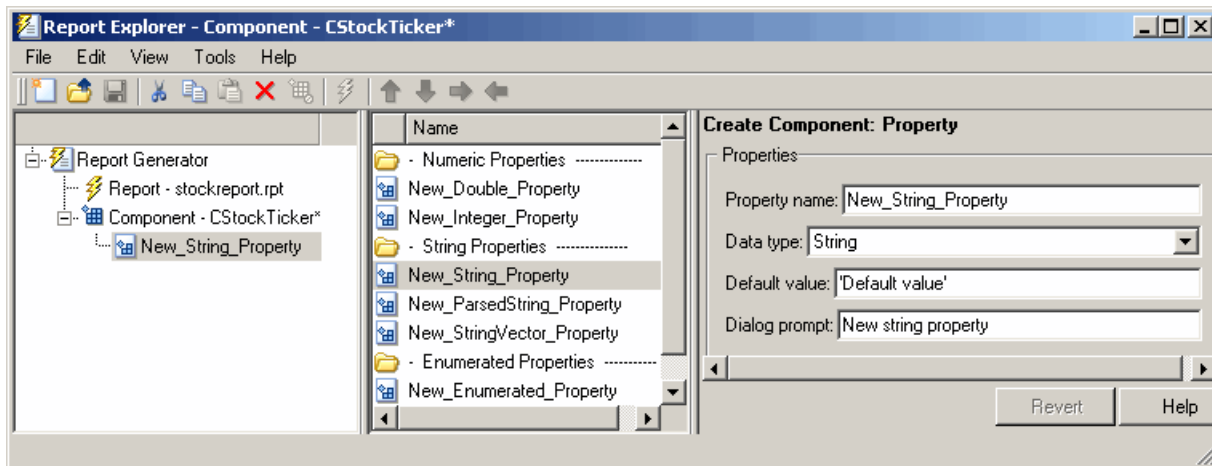 Report Explorer - Component - CStockTicker*
File Edit View Tools Help
Report Generator
Report - stockreport.rpt
Component - CStockTicker*
New_String_Property
Name
- Numeric Properties -------------
New_Double_Property
New_Integer_Property
- String Properties --------------
New_String_Property
New_ParsedString_Property
New_StringVector_Property
- Enumerated Properties ----------
New_Enumerated_Property
Create Component: Property
Properties
Property name: New_String_Property
Data type: String
Default value: 'Default value'
Dialog prompt: New string property
Revert Help